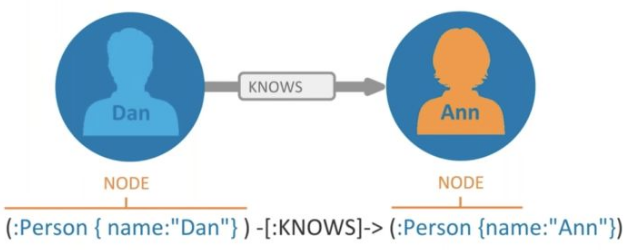 KNOWS
Dan
Ann
NODE
NODE
(:Person { name:"Dan"} ) -[:KNOWS]-> (:Person {name:"Ann"})